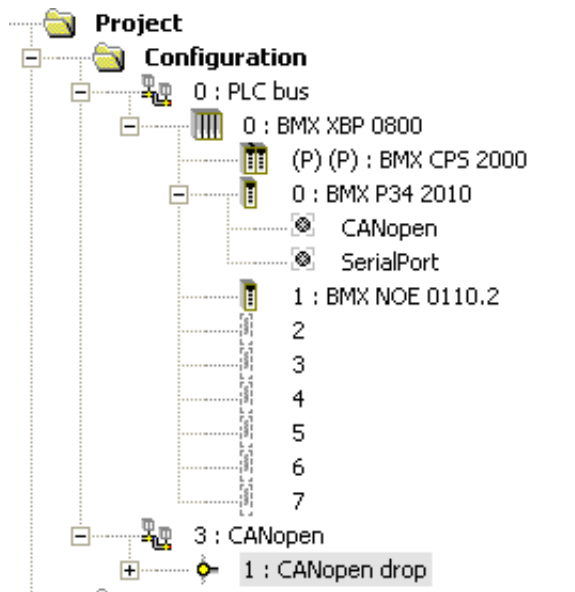 Project
Configuration
0 : PLC bus
0 : BMX XBP 0800
(P) (P) : BMX CPS 2000
0 : BMX P34 2010
CANopen
SerialPort
1 : BMX NOE 0110.2
2
3
4
5
6
7
3 : CANopen
1 : CANopen drop